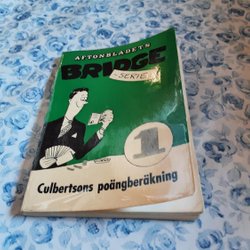 AFTONBLADETS
BRIDGE
-SERIE
1
Culbertsons poängberäkning